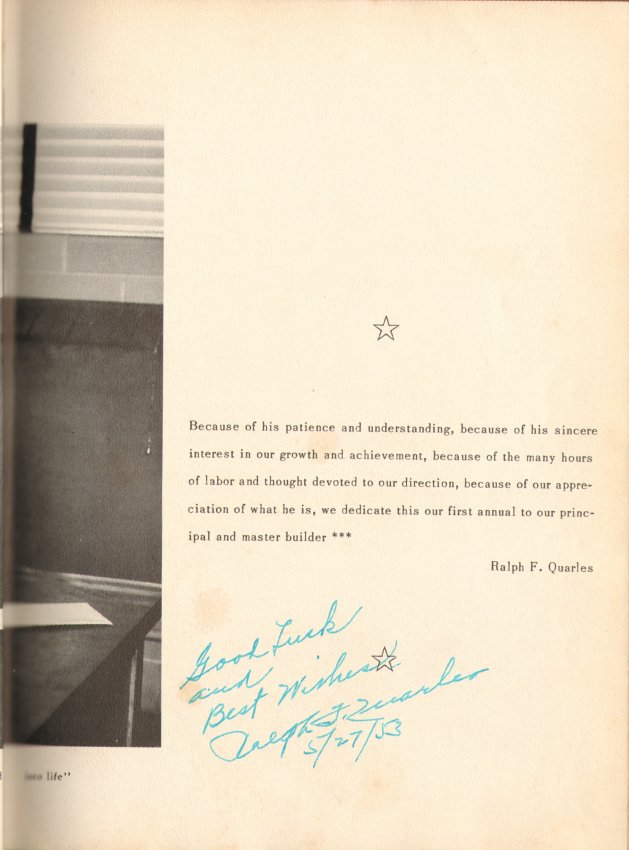 Because of his patience and understanding, because of his sincere
interest in our growth and achievement, because of the many hours
of labor and thought devoted to our direction, because of our appre-
ciation of what he is, we dedicate this our first annual to our princ-
ipal and master builder ***
Ralph F. Quarles
Good Luck
and
Best Wishes
Ralph F. Quarles
5/27/53
into life"